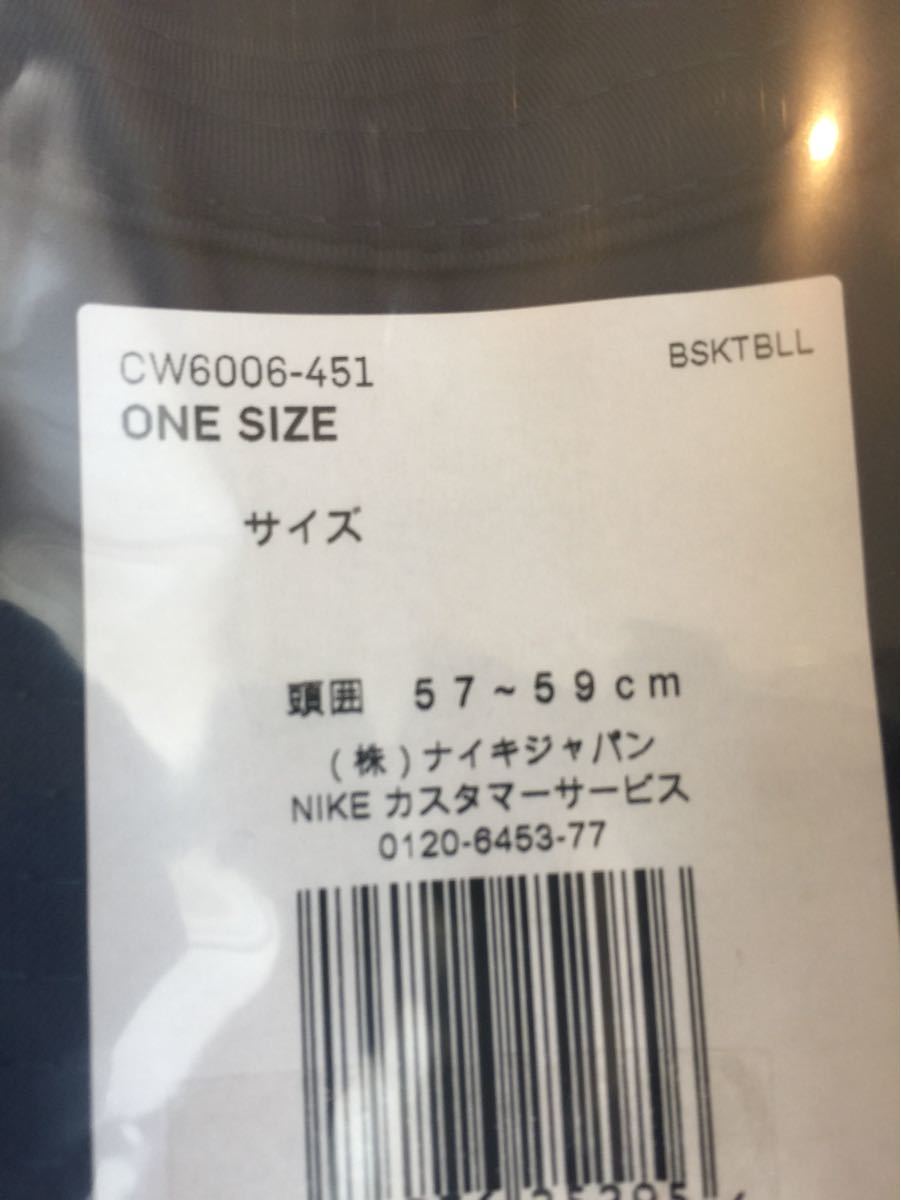 CW6006-451
BSKTBLL
ONE SIZE
サイズ
頭囲 57~59cm
(株)ナイキジャパン
NIKE カスタマーサービス
0120-6453-77